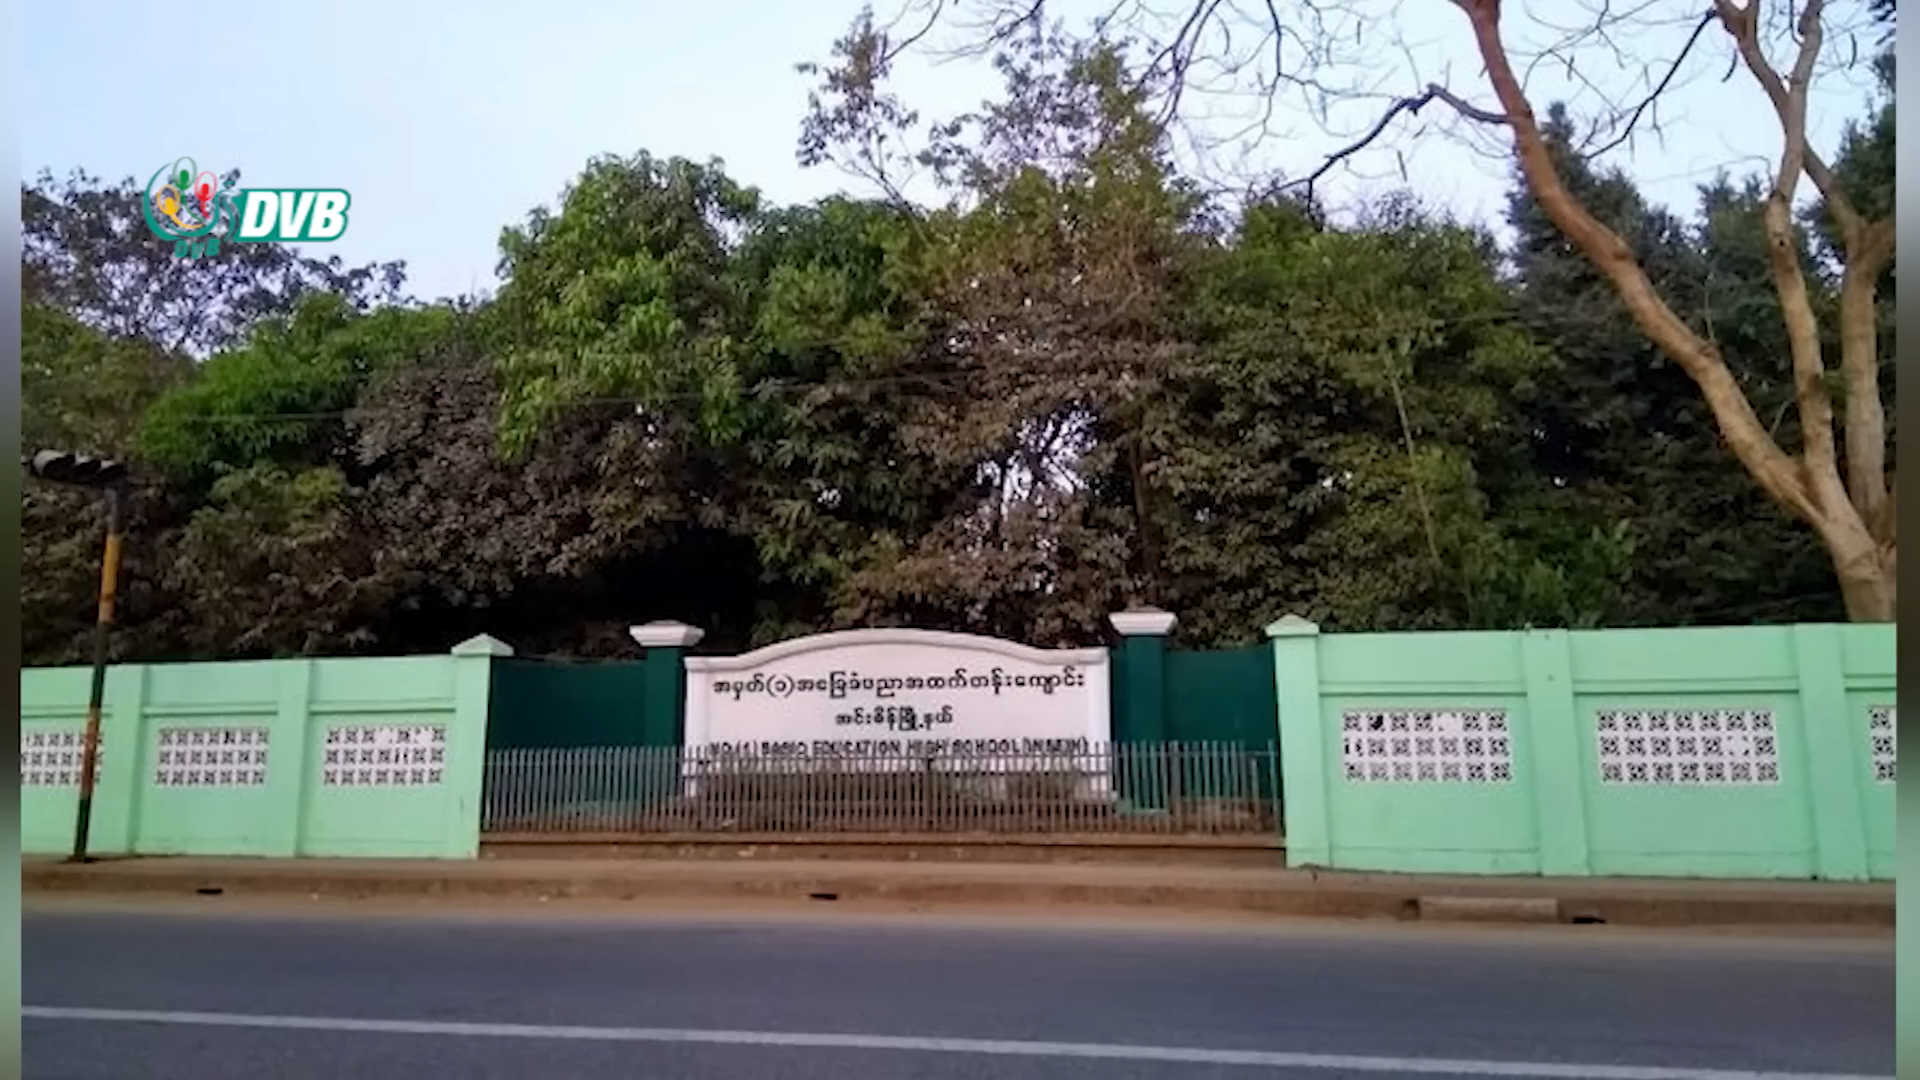 DVB
DVB
အမှတ်(၁)အခြေခံပညာအထက်တန်းကျောင်း
အင်းစိန်မြို့နယ်
NO.(1) BASIC EDUCATION HIGH SCHOOL (INSEIN)